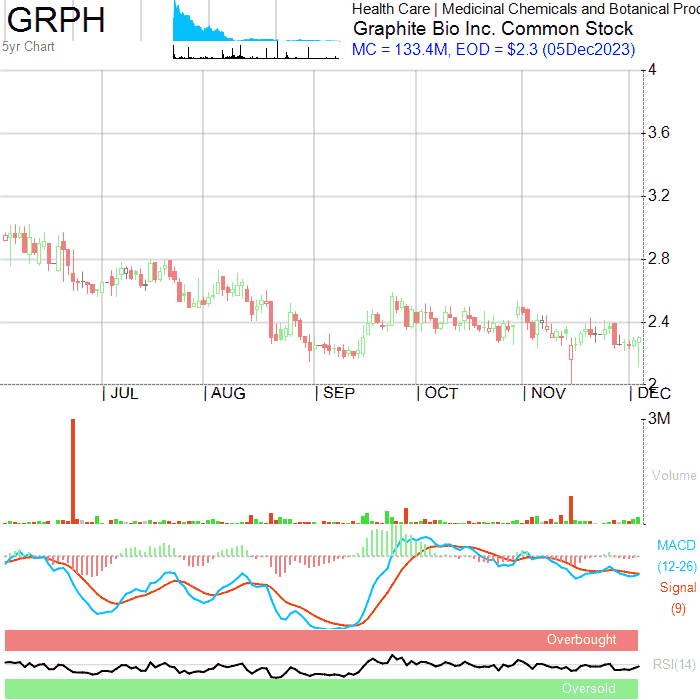 GRPH
5yr Chart
Health Care | Medicinal Chemicals and Botanical Proc
Graphite Bio Inc. Common Stock
MC = 133.4M, EOD = $2.3 (05Dec2023)
4
3.6
3.2
2.8
2.4
2
| JUL | AUG | SEP | OCT | NOV | DEC
3M
Volume
MACD
(12-26)
Signal
(9)
Overbought
RSI(14)
Oversold